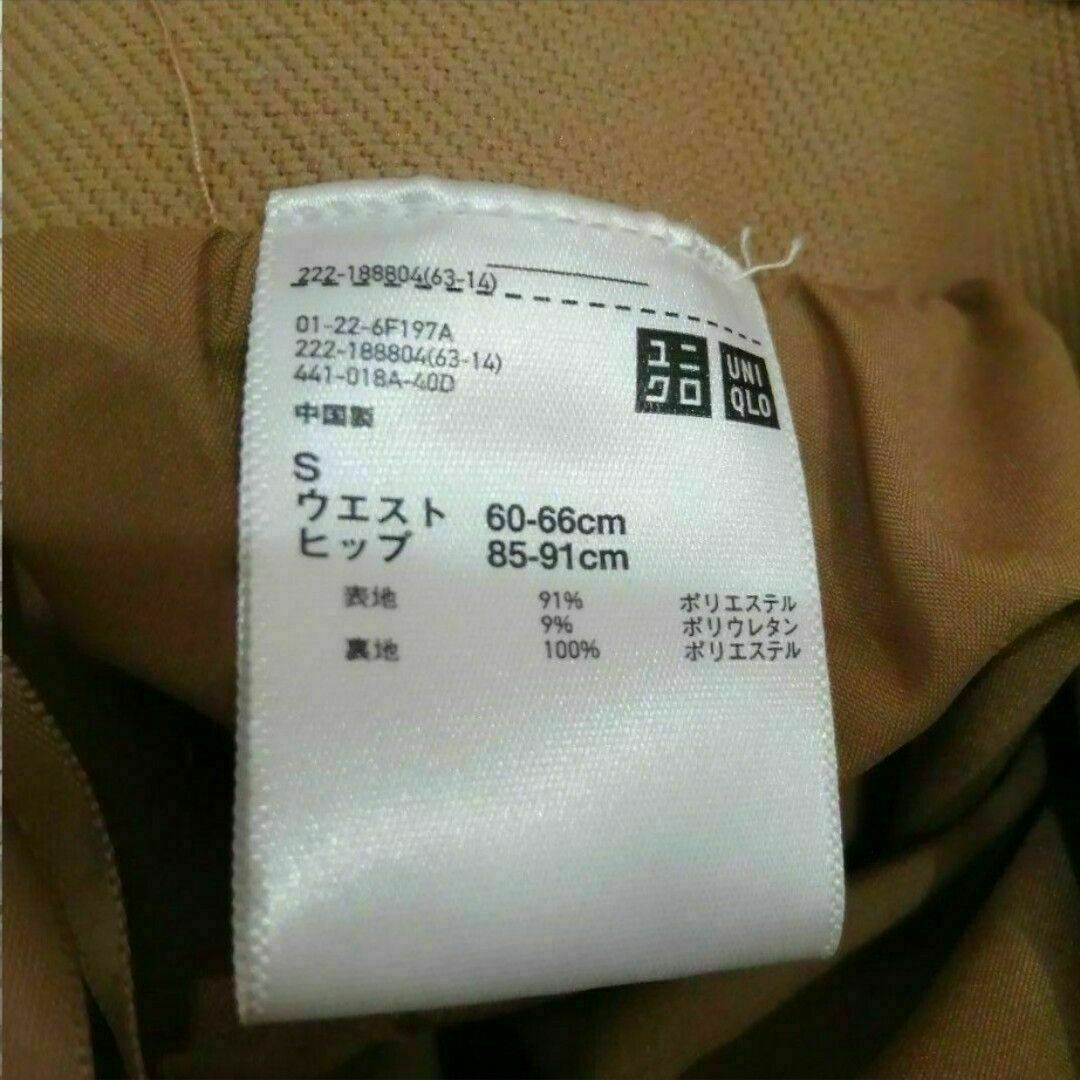 222-188804(63-14)
01-22-6F197A
222-188804(63-14)
441-018A-40D
中国製
ユニ
クロ
UNI
QLO
S
ウエスト 60-66cm
ヒップ 85-91cm
表地 91% ポリエステル
9% ポリウレタン
裏地 100% ポリエステル